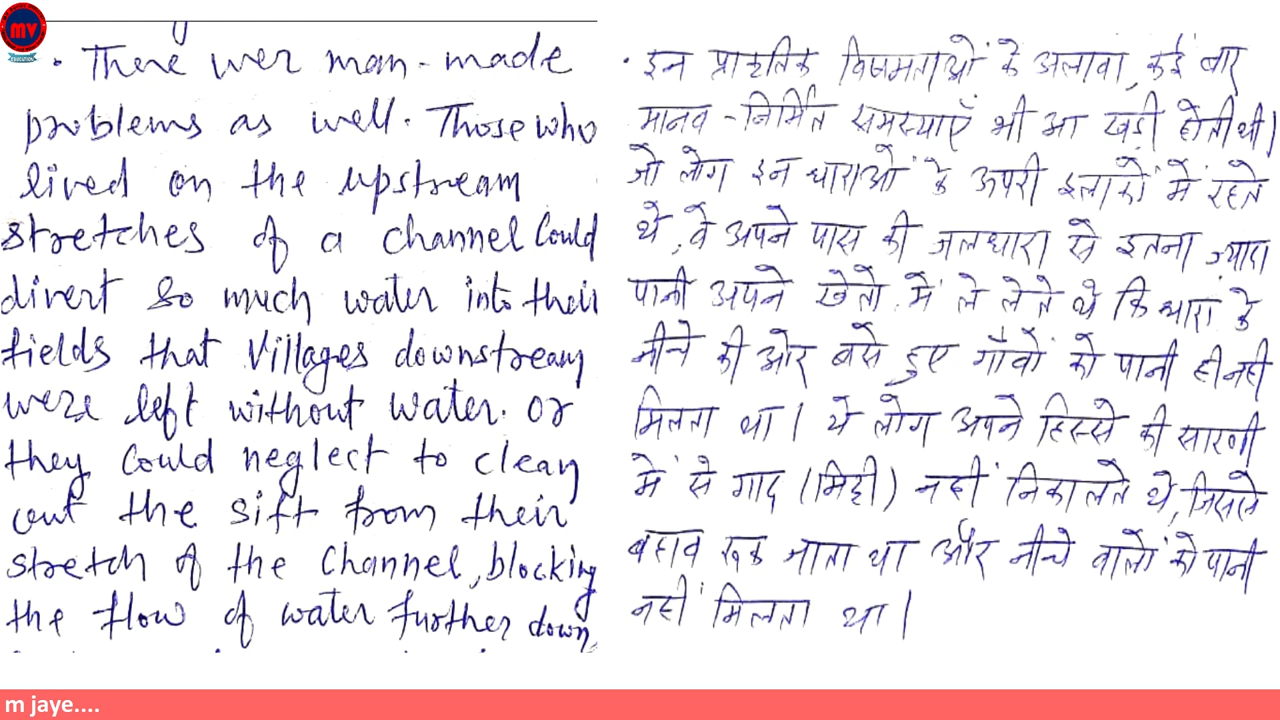 mv
EDUCATION
• There wer man-made
problems as well. Those who
lived on the upstream
stretches of a channel Could
divert so much water into their
fields that Villages downstream
were left without water. or
they Could neglect to clean
out the sift from their
stretch of the Channel, blocking
the flow of water further down,
• इन प्राकृतिक विषमताओं के अलावा, कई बार
मानव-निर्मित समस्याएँ भी आ खड़ी होती थी।
जो लोग इन धाराओं के ऊपरी इलाकों में रहते
थे, वे अपने पास की जलधारा से इतना ज्यादा
पानी अपने खेतों में ले लेते थे कि धारा के
नीचे की ओर बसे हुए गाँवों को पानी ही नही
मिलता था। ये लोग अपने हिस्से की सारणी
में से गाद (मिट्टी) नहीं निकालते थे, जिससे
बहाव रूक जाता था और नीचे वालों को पानी
नहीं मिलता था।
m jaye....